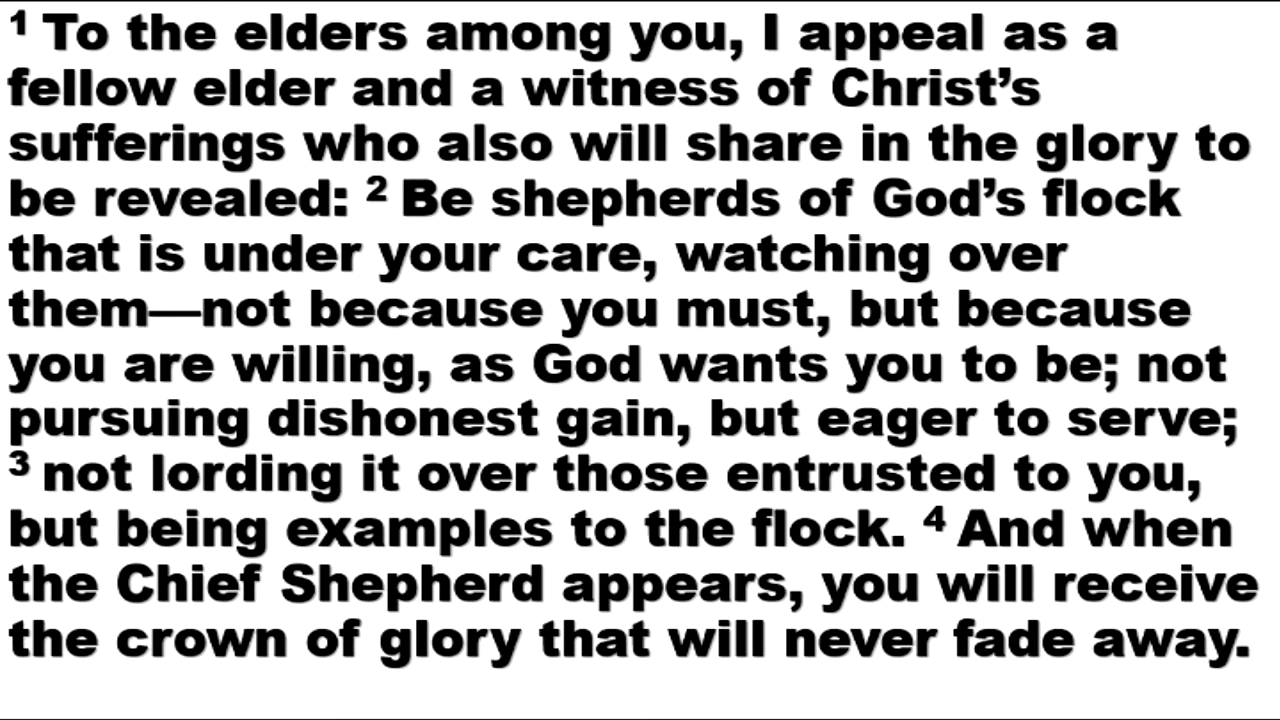 ¹ To the elders among you, I appeal as a
fellow elder and a witness of Christ’s
sufferings who also will share in the glory to
be revealed: ² Be shepherds of God’s flock
that is under your care, watching over
them—not because you must, but because
you are willing, as God wants you to be; not
pursuing dishonest gain, but eager to serve;
³ not lording it over those entrusted to you,
but being examples to the flock. ⁴ And when
the Chief Shepherd appears, you will receive
the crown of glory that will never fade away.